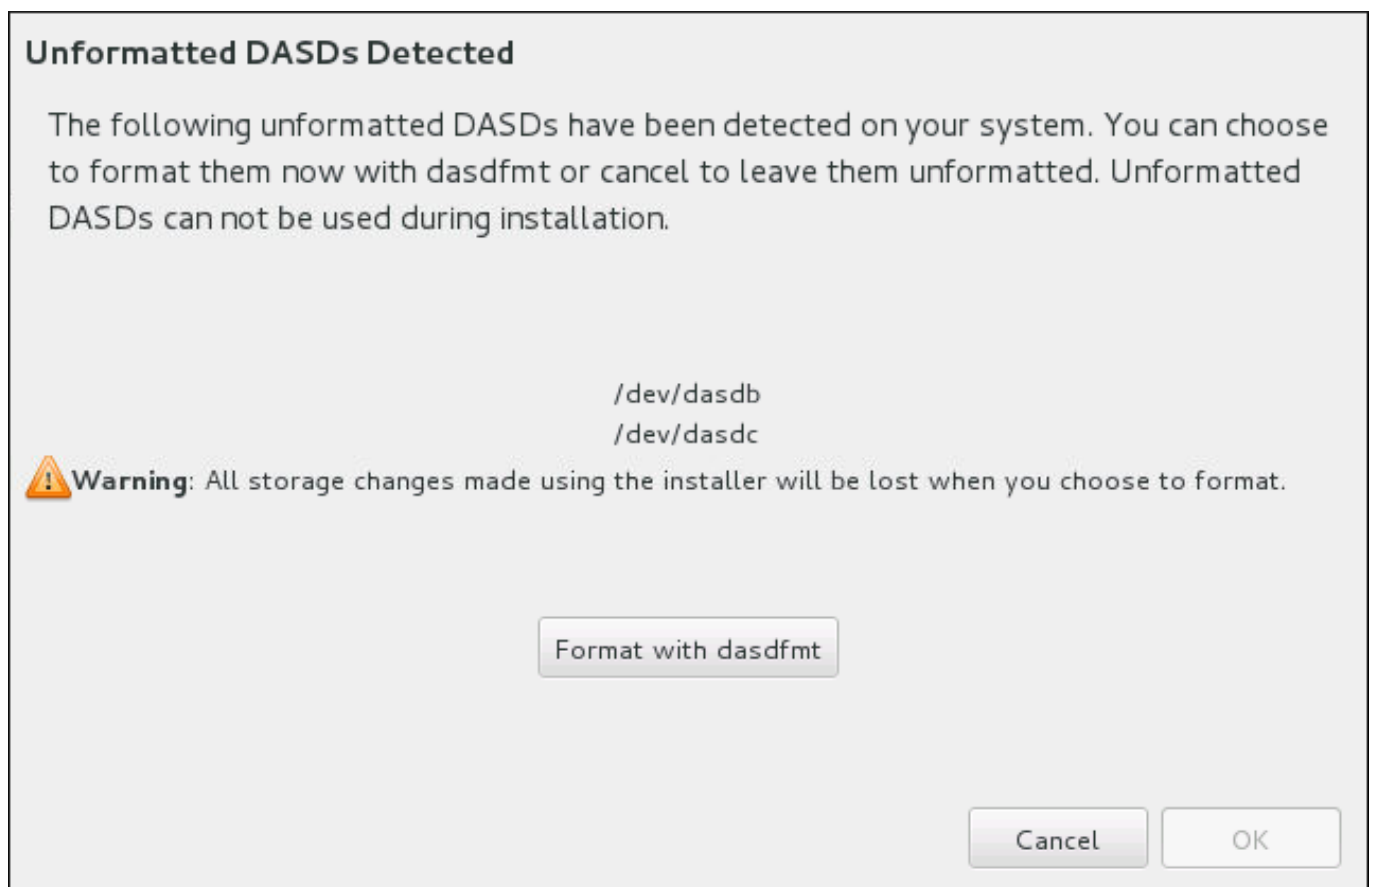 Unformatted DASDs Detected
The following unformatted DASDs have been detected on your system. You can choose
to format them now with dasdfmt or cancel to leave them unformatted. Unformatted
DASDs can not be used during installation.
/dev/dasdb
/dev/dasdc
Warning: All storage changes made using the installer will be lost when you choose to format.
Format with dasdfmt
Cancel
OK